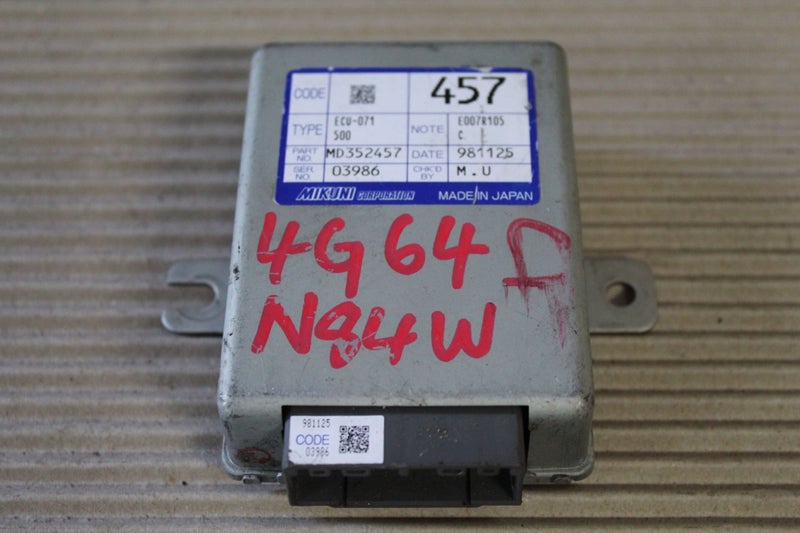 CODE 457
TYPE ECU-071 500 NOTE E007R105 C.
PART NO. MD352457 DATE 981125
SER. NO. 03986 CHK'D BY M.U
MIKUNI CORPORATION MADE IN JAPAN
4G64 F
N84W
981125
CODE
03986